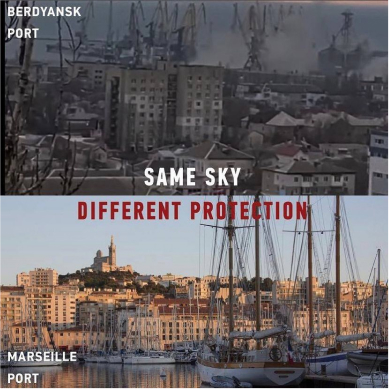 BERDYANSK
PORT
SAME SKY
DIFFERENT PROTECTION
MARSEILLE
PORT